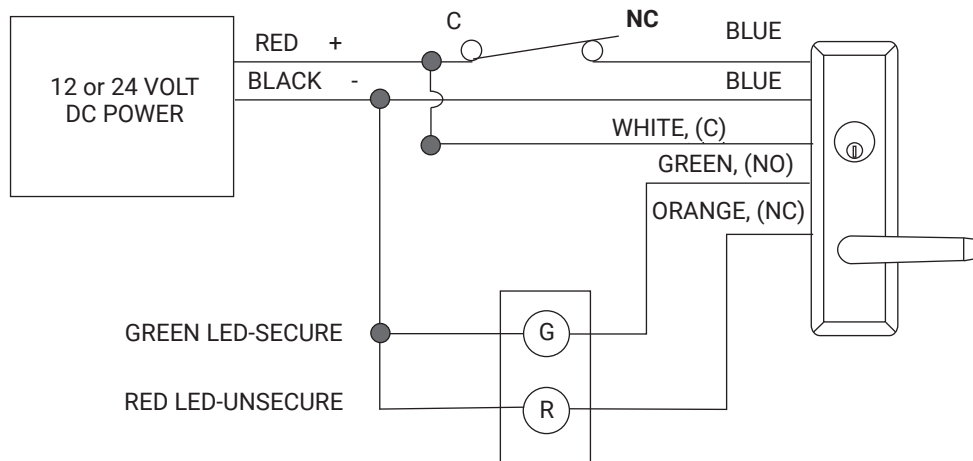 12 or 24 VOLT
DC POWER
RED +
BLACK -
C
NC
BLUE
BLUE
WHITE, (C)
GREEN, (NO)
ORANGE, (NC)
GREEN LED-SECURE
G
RED LED-UNSECURE
R